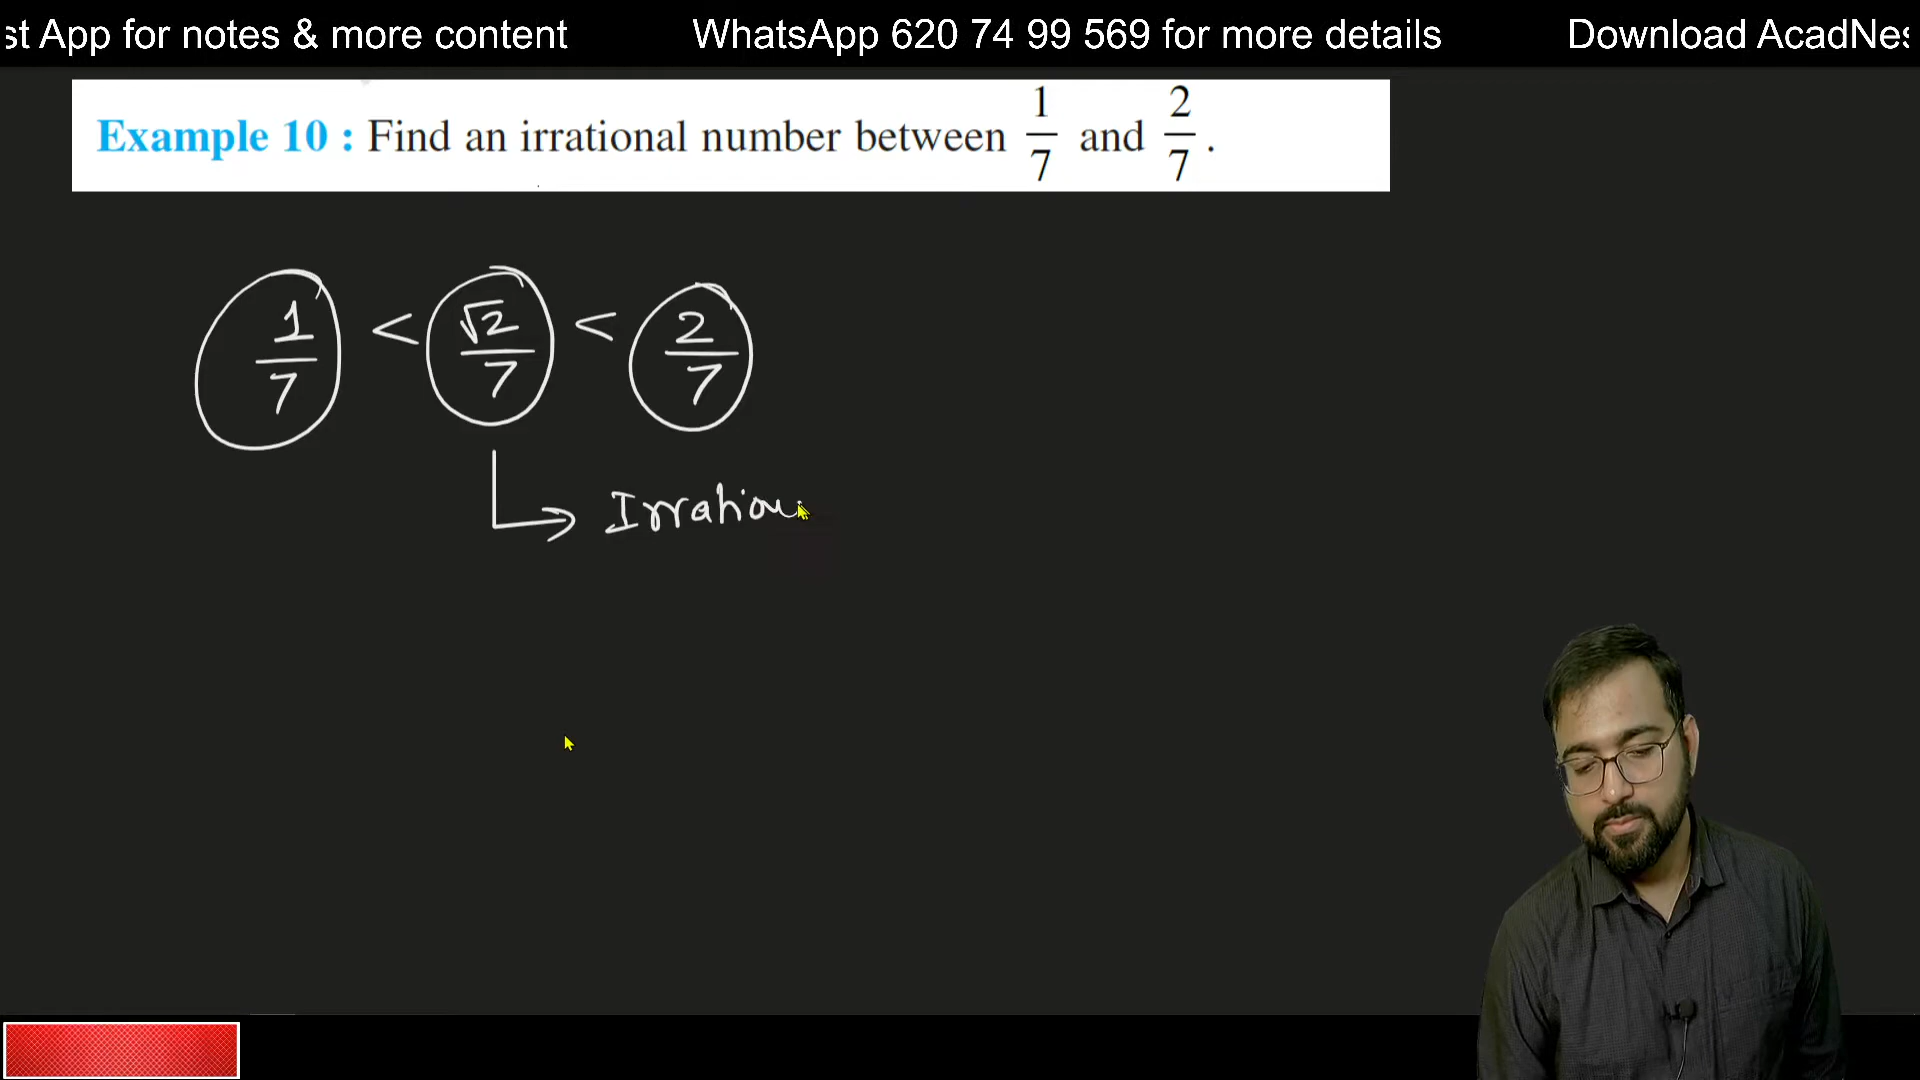 st App for notes & more content WhatsApp 620 74 99 569 for more details Download AcadNes
Example 10 : Find an irrational number between 1/7 and 2/7 .
1/7 < √2/7 < 2/7
Irration